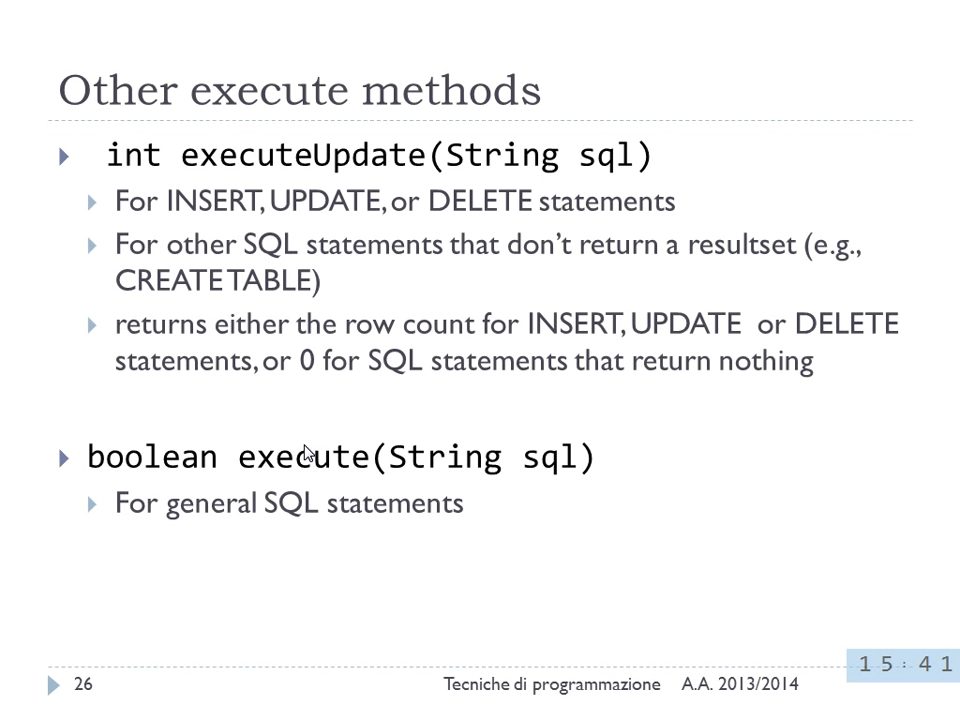 Other execute methods
int executeUpdate(String sql)
For INSERT, UPDATE, or DELETE statements
For other SQL statements that don't return a resultset (e.g.,
CREATE TABLE)
returns either the row count for INSERT, UPDATE or DELETE
statements, or 0 for SQL statements that return nothing
boolean execute(String sql)
For general SQL statements
26 Tecniche di programmazione A.A. 2013/2014
15:41